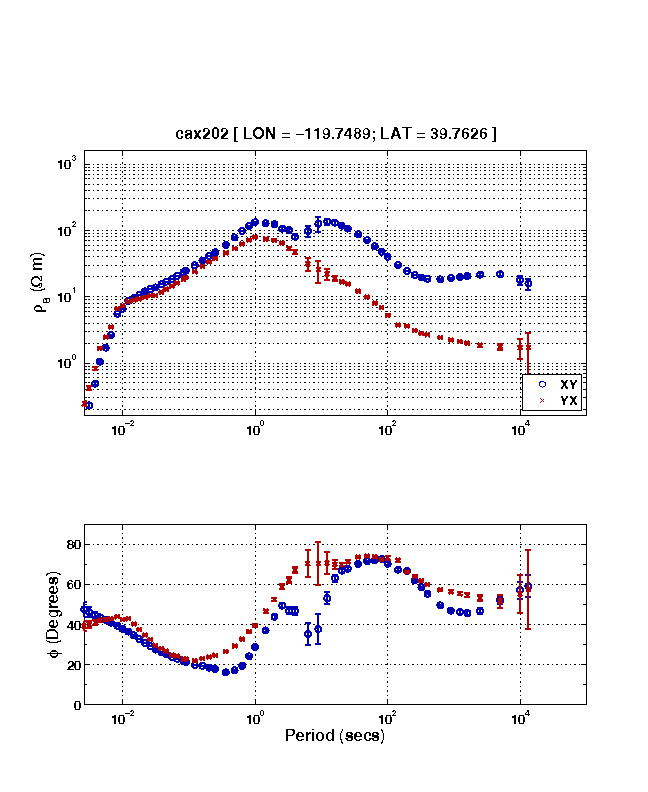 cax202 [ LON = −119.7489; LAT = 39.7626 ]
10³
10²
10¹
10⁰
ρa (Ω m)
XY
YX
10⁻² 10⁰ 10² 10⁴
80
60
40
20
0
ϕ (Degrees)
10⁻² 10⁰ 10² 10⁴
Period (secs)